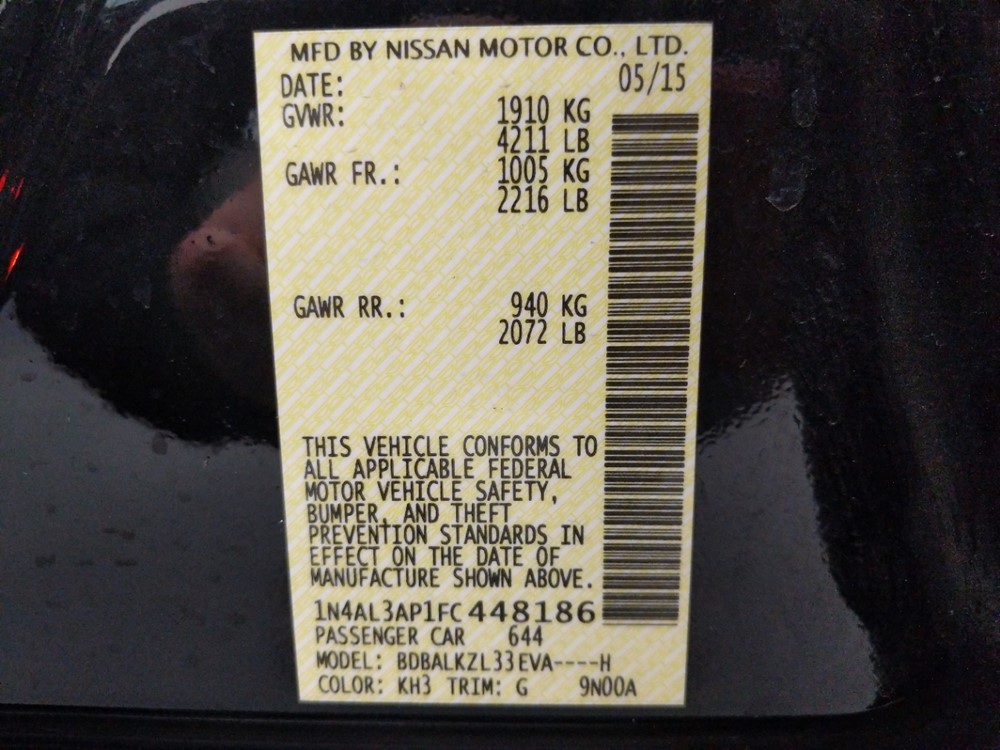 MFD BY NISSAN MOTOR CO., LTD.
DATE: 05/15
GVWR: 1910 KG
4211 LB
GAWR FR.: 1005 KG
2216 LB
GAWR RR.: 940 KG
2072 LB
THIS VEHICLE CONFORMS TO
ALL APPLICABLE FEDERAL
MOTOR VEHICLE SAFETY,
BUMPER, AND THEFT
PREVENTION STANDARDS IN
EFFECT ON THE DATE OF
MANUFACTURE SHOWN ABOVE.
1N4AL3AP1FC448186
PASSENGER CAR 644
MODEL: BDBALKZL33EVA----H
COLOR: KH3 TRIM: G 9N00A